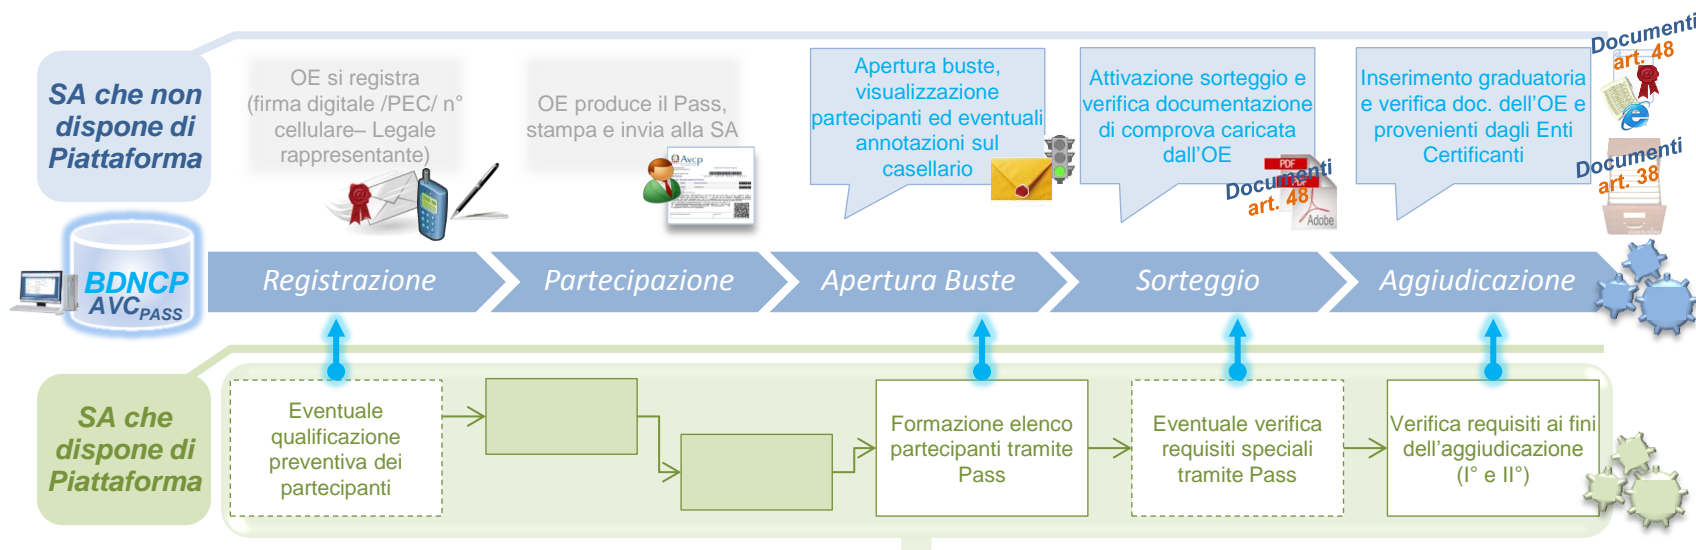 SA che non
dispone di
Piattaforma
OE si registra
(firma digitale /PEC/ n°
cellulare– Legale
rappresentante)
OE produce il Pass,
stampa e invia alla SA
Avcp
Apertura buste,
visualizzazione
partecipanti ed eventuali
annotazioni sul
casellario
Attivazione sorteggio e
verifica documentazione
di comprova caricata
dall'OE
PDF
Documenti
art. 48
Adobe
Inserimento graduatoria
e verifica doc. dell'OE e
provenienti dagli Enti
Certificanti
Documenti
art. 48
Documenti
art. 38
BDNCP
AVCPASS
Registrazione
Partecipazione
Apertura Buste
Sorteggio
Aggiudicazione
SA che
dispone di
Piattaforma
Eventuale
qualificazione
preventiva dei
partecipanti
Formazione elenco
partecipanti tramite
Pass
Eventuale verifica
requisiti speciali
tramite Pass
Verifica requisiti ai fini
dell'aggiudicazione
(I° e II°)